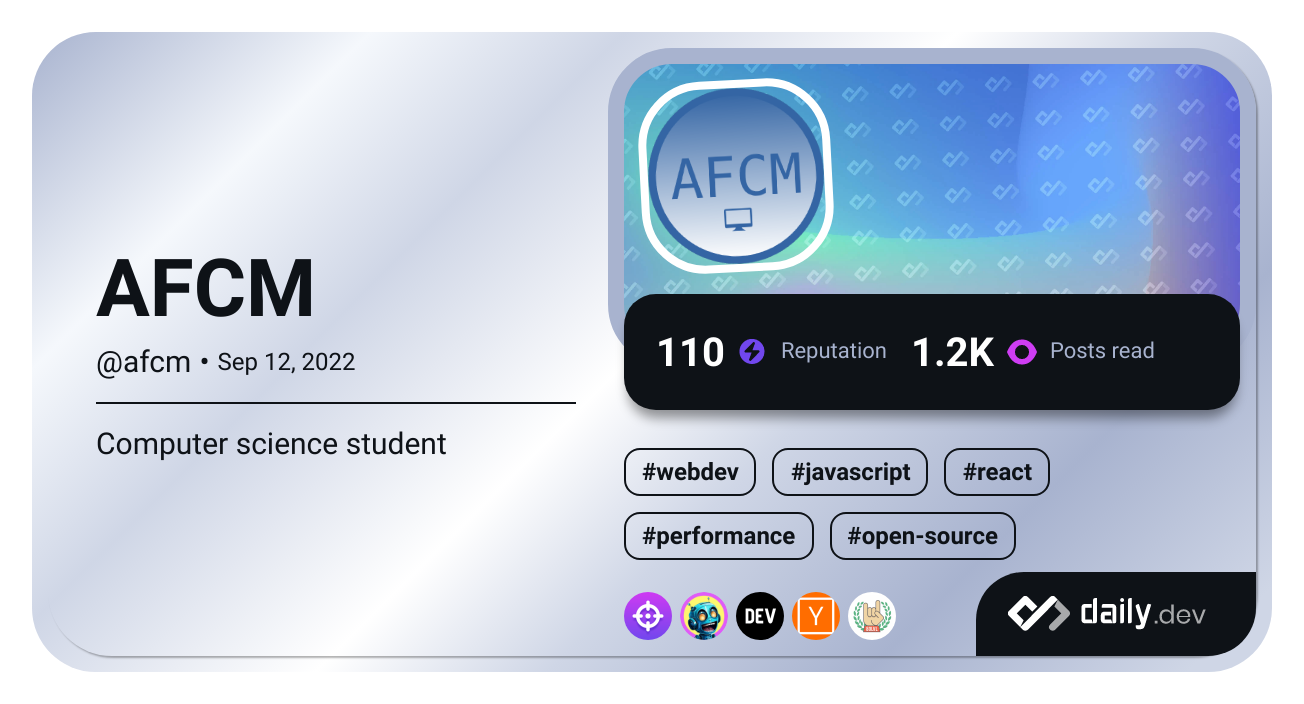 AFCM
@afcm • Sep 12, 2022
Computer science student
AFCM
110 Reputation 1.2K Posts read
#webdev #javascript #react
#performance #open-source
DEV Y
daily.dev